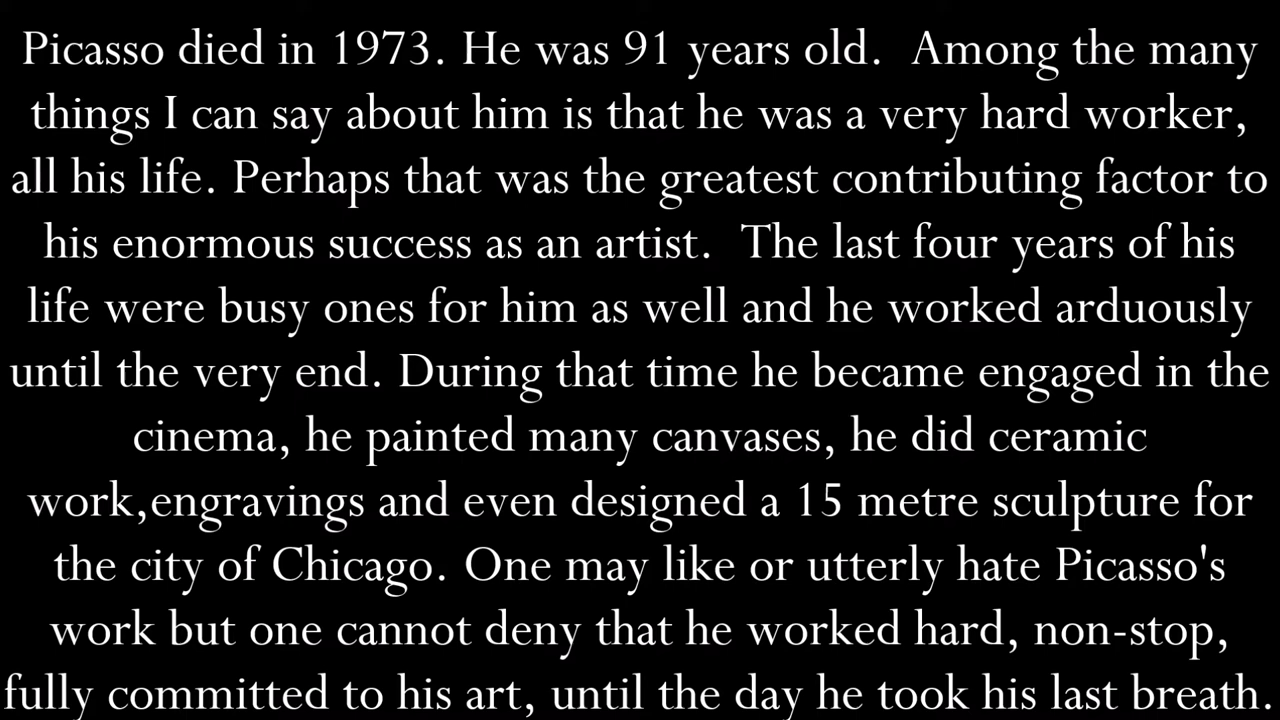 Picasso died in 1973. He was 91 years old.  Among the many
things I can say about him is that he was a very hard worker,
all his life. Perhaps that was the greatest contributing factor to
his enormous success as an artist.  The last four years of his
life were busy ones for him as well and he worked arduously
until the very end. During that time he became engaged in the
cinema, he painted many canvases, he did ceramic
work,engravings and even designed a 15 metre sculpture for
the city of Chicago. One may like or utterly hate Picasso's
work but one cannot deny that he worked hard, non-stop,
fully committed to his art, until the day he took his last breath.